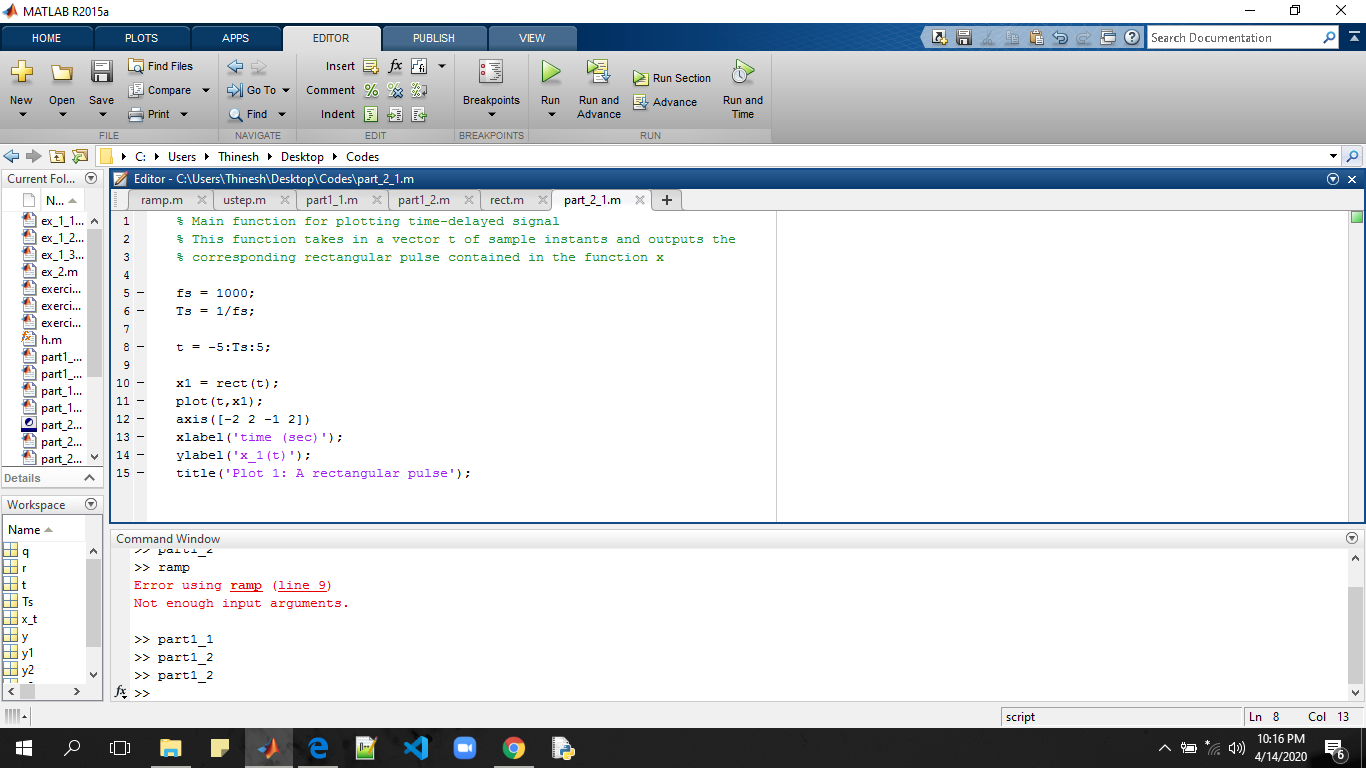 MATLAB R2015a
HOME PLOTS APPS EDITOR PUBLISH VIEW
Search Documentation
New Open Save Find Files Compare Print
FILE
Go To Find
NAVIGATE
Insert fx
Comment
Indent
EDIT
Breakpoints
BREAKPOINTS
Run Run and Advance Run Section Advance Run and Time
RUN
C: Users Thinesh Desktop Codes
Current Fol...
N...
ex_1_1...
ex_1_2...
ex_1_3...
ex_2.m
exerci...
exerci...
exerci...
h.m
part1_...
part1_...
part_1...
part_1...
part_2...
part_2...
part_2...
Details
Workspace
Name
q
r
t
Ts
x_t
y
y1
y2
Editor - C:\Users\Thinesh\Desktop\Codes\part_2_1.m
ramp.m ustep.m part1_1.m part1_2.m rect.m part_2_1.m
1 % Main function for plotting time-delayed signal
2 % This function takes in a vector t of sample instants and outputs the
3 % corresponding rectangular pulse contained in the function x
4
5 – fs = 1000;
6 – Ts = 1/fs;
7
8 – t = -5:Ts:5;
9
10 – x1 = rect(t);
11 – plot(t,x1);
12 – axis([-2 2 -1 2])
13 – xlabel('time (sec)');
14 – ylabel('x_1(t)');
15 – title('Plot 1: A rectangular pulse');
Command Window
>> part1_2
>> ramp
Error using ramp (line 9)
Not enough input arguments.
>> part1_1
>> part1_2
>> part1_2
fx >>
script Ln 8 Col 13
10:16 PM
4/14/2020
6